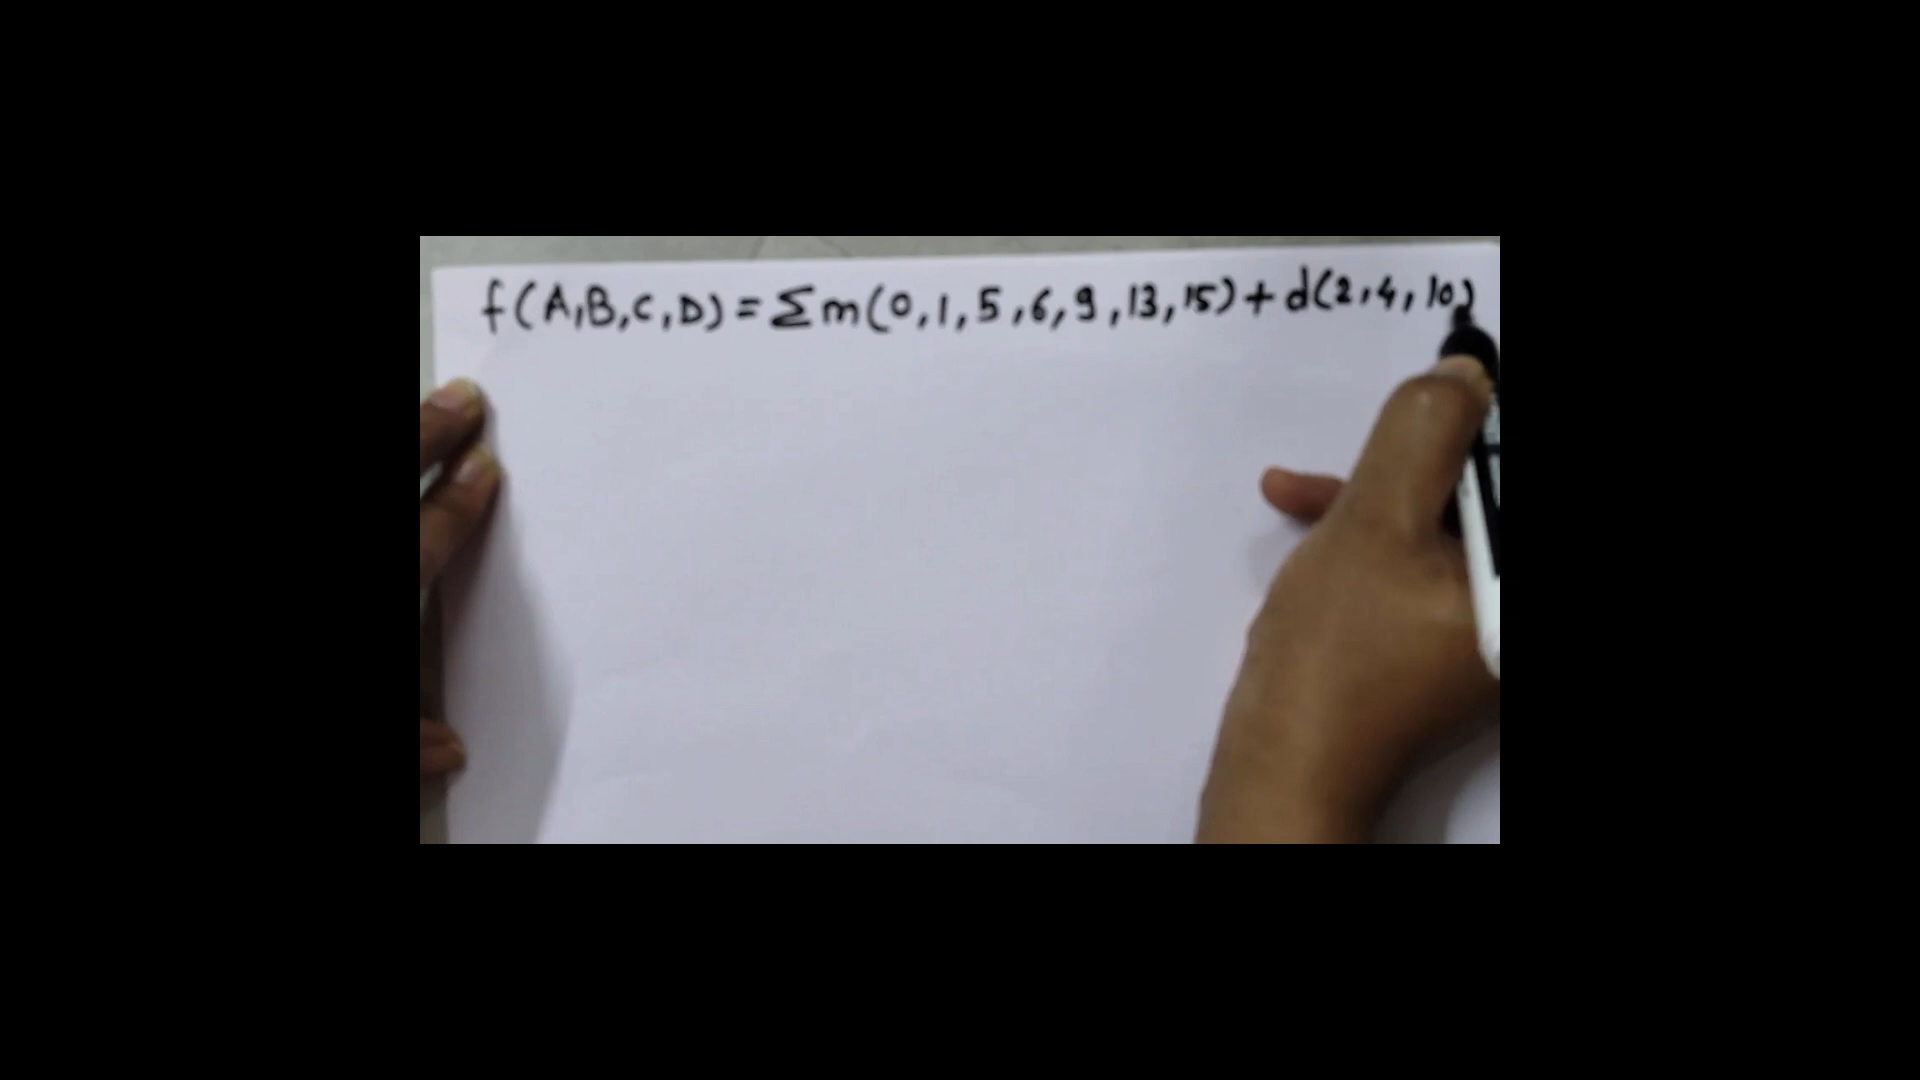 f(A,B,C,D) = Σm(0,1,5,6,9,13,15)+d(2,4,10)